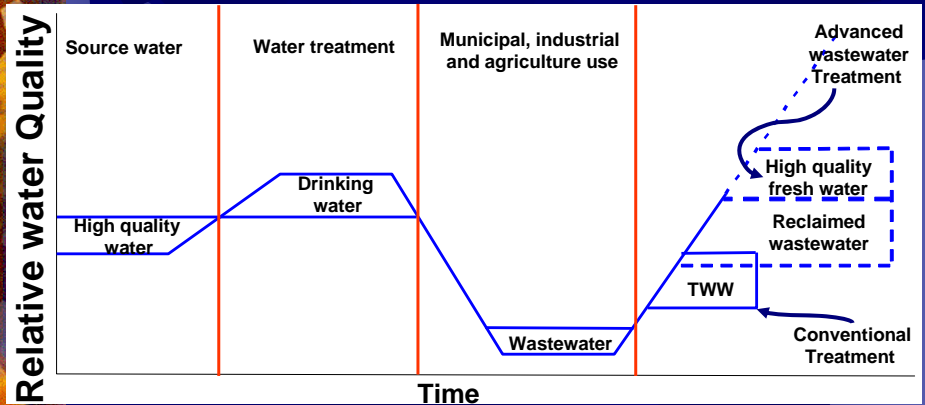 Relative water Quality
Source water
Water treatment
Municipal, industrial
and agriculture use
Advanced
wastewater
Treatment
High quality
water
Drinking
water
Wastewater
High quality
fresh water
Reclaimed
wastewater
TWW
Conventional
Treatment
Time